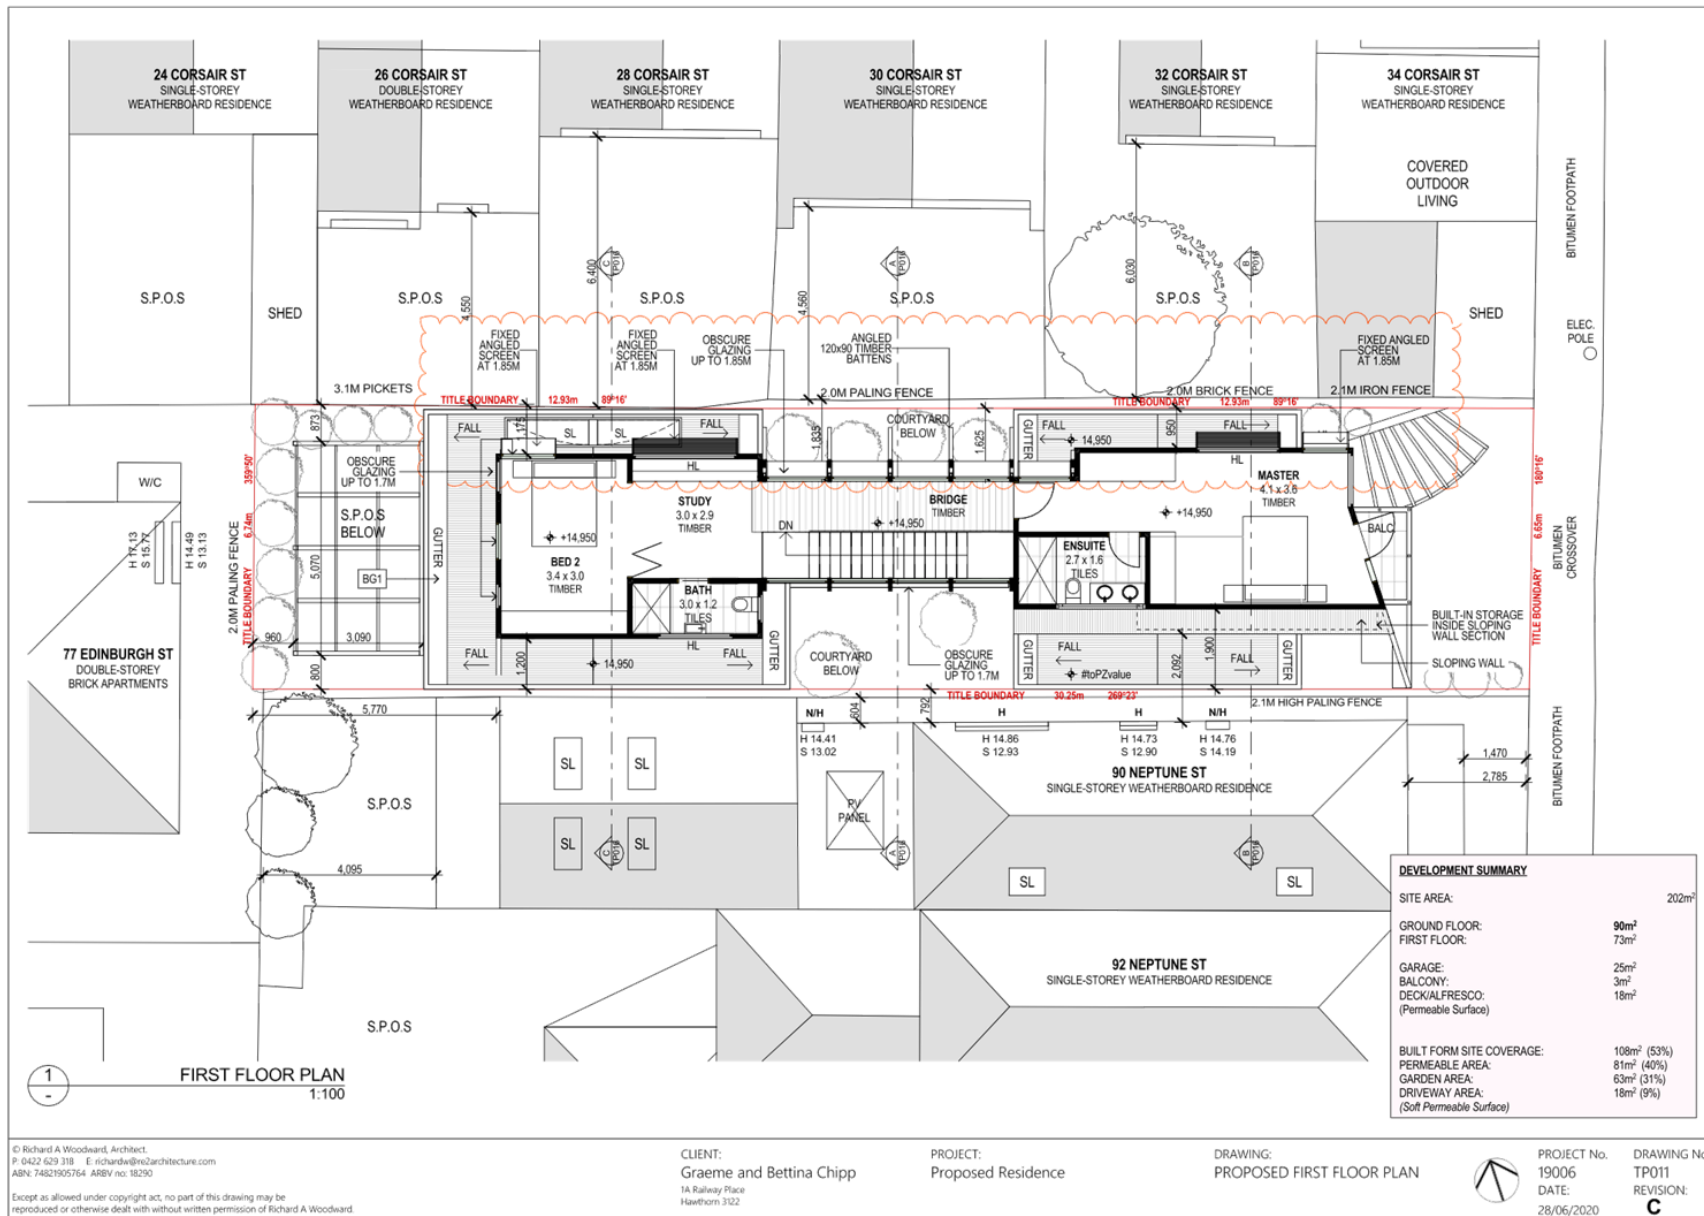 24 CORSAIR ST
SINGLE-STOREY
WEATHERBOARD RESIDENCE
26 CORSAIR ST
DOUBLE-STOREY
WEATHERBOARD RESIDENCE
28 CORSAIR ST
SINGLE-STOREY
WEATHERBOARD RESIDENCE
30 CORSAIR ST
SINGLE-STOREY
WEATHERBOARD RESIDENCE
32 CORSAIR ST
SINGLE-STOREY
WEATHERBOARD RESIDENCE
34 CORSAIR ST
SINGLE-STOREY
WEATHERBOARD RESIDENCE
COVERED
OUTDOOR
LIVING
BITUMEN FOOTPATH
S.P.O.S
SHED
S.P.O.S
4,550
C
TP016
6,400
S.P.O.S
4,560
A
TP016
S.P.O.S
6,030
S.P.O.S
B
TP016
SHED
ELEC.
POLE
FIXED
ANGLED
SCREEN
AT 1.85M
FIXED
ANGLED
SCREEN
AT 1.85M
OBSCURE
GLAZING
UP TO 1.85M
ANGLED
120x90 TIMBER
BATTENS
FIXED ANGLED
SCREEN
AT 1.85M
3.1M PICKETS
2.0M PALING FENCE
2.0M BRICK FENCE
2.1M IRON FENCE
TITLE BOUNDARY 12.93m 89°16'
TITLE BOUNDARY 12.93m 89°16'
873
FALL
1,175
SL
SL
FALL
1,835
COURTYARD
BELOW
1,625
GUTTER
FALL
14,950
950
FALL
OBSCURE
GLAZING
UP TO 1.7M
HL
HL
W/C
H 17.13
S 15.77
H 14.49
S 13.13
2.0M PALING FENCE
TITLE BOUNDARY 6.74m 359°50'
S.P.O.S
BELOW
5,070
BG1
GUTTER
+14,950
BED 2
3.4 x 3.0
TIMBER
STUDY
3.0 x 2.9
TIMBER
BATH
3.0 x 1.2
TILES
HL
DN
+14,950
BRIDGE
TIMBER
ENSUITE
2.7 x 1.6
TILES
MASTER
4.1 x 3.6
TIMBER
+14,950
BALC
180°16'
6.65m
TITLE BOUNDARY
BITUMEN
CROSSOVER
BUILT-IN STORAGE
INSIDE SLOPING
WALL SECTION
SLOPING WALL
960
3,090
800
FALL
1,200
14,950
FALL
GUTTER
COURTYARD
BELOW
OBSCURE
GLAZING
UP TO 1.7M
GUTTER
FALL
#toPZvalue
2,092
1,900
FALL
GUTTER
77 EDINBURGH ST
DOUBLE-STOREY
BRICK APARTMENTS
TITLE BOUNDARY 30.25m 269°23'
2.1M HIGH PALING FENCE
5,770
604
792
N/H
H 14.41
S 13.02
H
H 14.86
S 12.93
H
H 14.73
S 12.90
N/H
H 14.76
S 14.19
1,470
2,785
BITUMEN FOOTPATH
SL
SL
90 NEPTUNE ST
SINGLE-STOREY WEATHERBOARD RESIDENCE
S.P.O.S
PV
PANEL
SL
SL
C
TP016
A
TP016
B
TP016
4,095
SL
SL
92 NEPTUNE ST
SINGLE-STOREY WEATHERBOARD RESIDENCE
S.P.O.S
DEVELOPMENT SUMMARY
SITE AREA: 202m²
GROUND FLOOR: 90m²
FIRST FLOOR: 73m²
GARAGE: 25m²
BALCONY: 3m²
DECK/ALFRESCO: 18m²
(Permeable Surface)
BUILT FORM SITE COVERAGE: 108m² (53%)
PERMEABLE AREA: 81m² (40%)
GARDEN AREA: 63m² (31%)
DRIVEWAY AREA: 18m² (9%)
(Soft Permeable Surface)
1
-
FIRST FLOOR PLAN
1:100
© Richard A Woodward, Architect.
P: 0422 629 318 E: richardw@re2architecture.com
ABN: 74821905764 ARBV no: 18290
Except as allowed under copyright act, no part of this drawing may be
reproduced or otherwise dealt with without written permission of Richard A Woodward.
CLIENT:
Graeme and Bettina Chipp
1A Railway Place
Hawthorn 3122
PROJECT:
Proposed Residence
DRAWING:
PROPOSED FIRST FLOOR PLAN
PROJECT No.
19006
DATE:
28/06/2020
DRAWING No
TP011
REVISION:
C